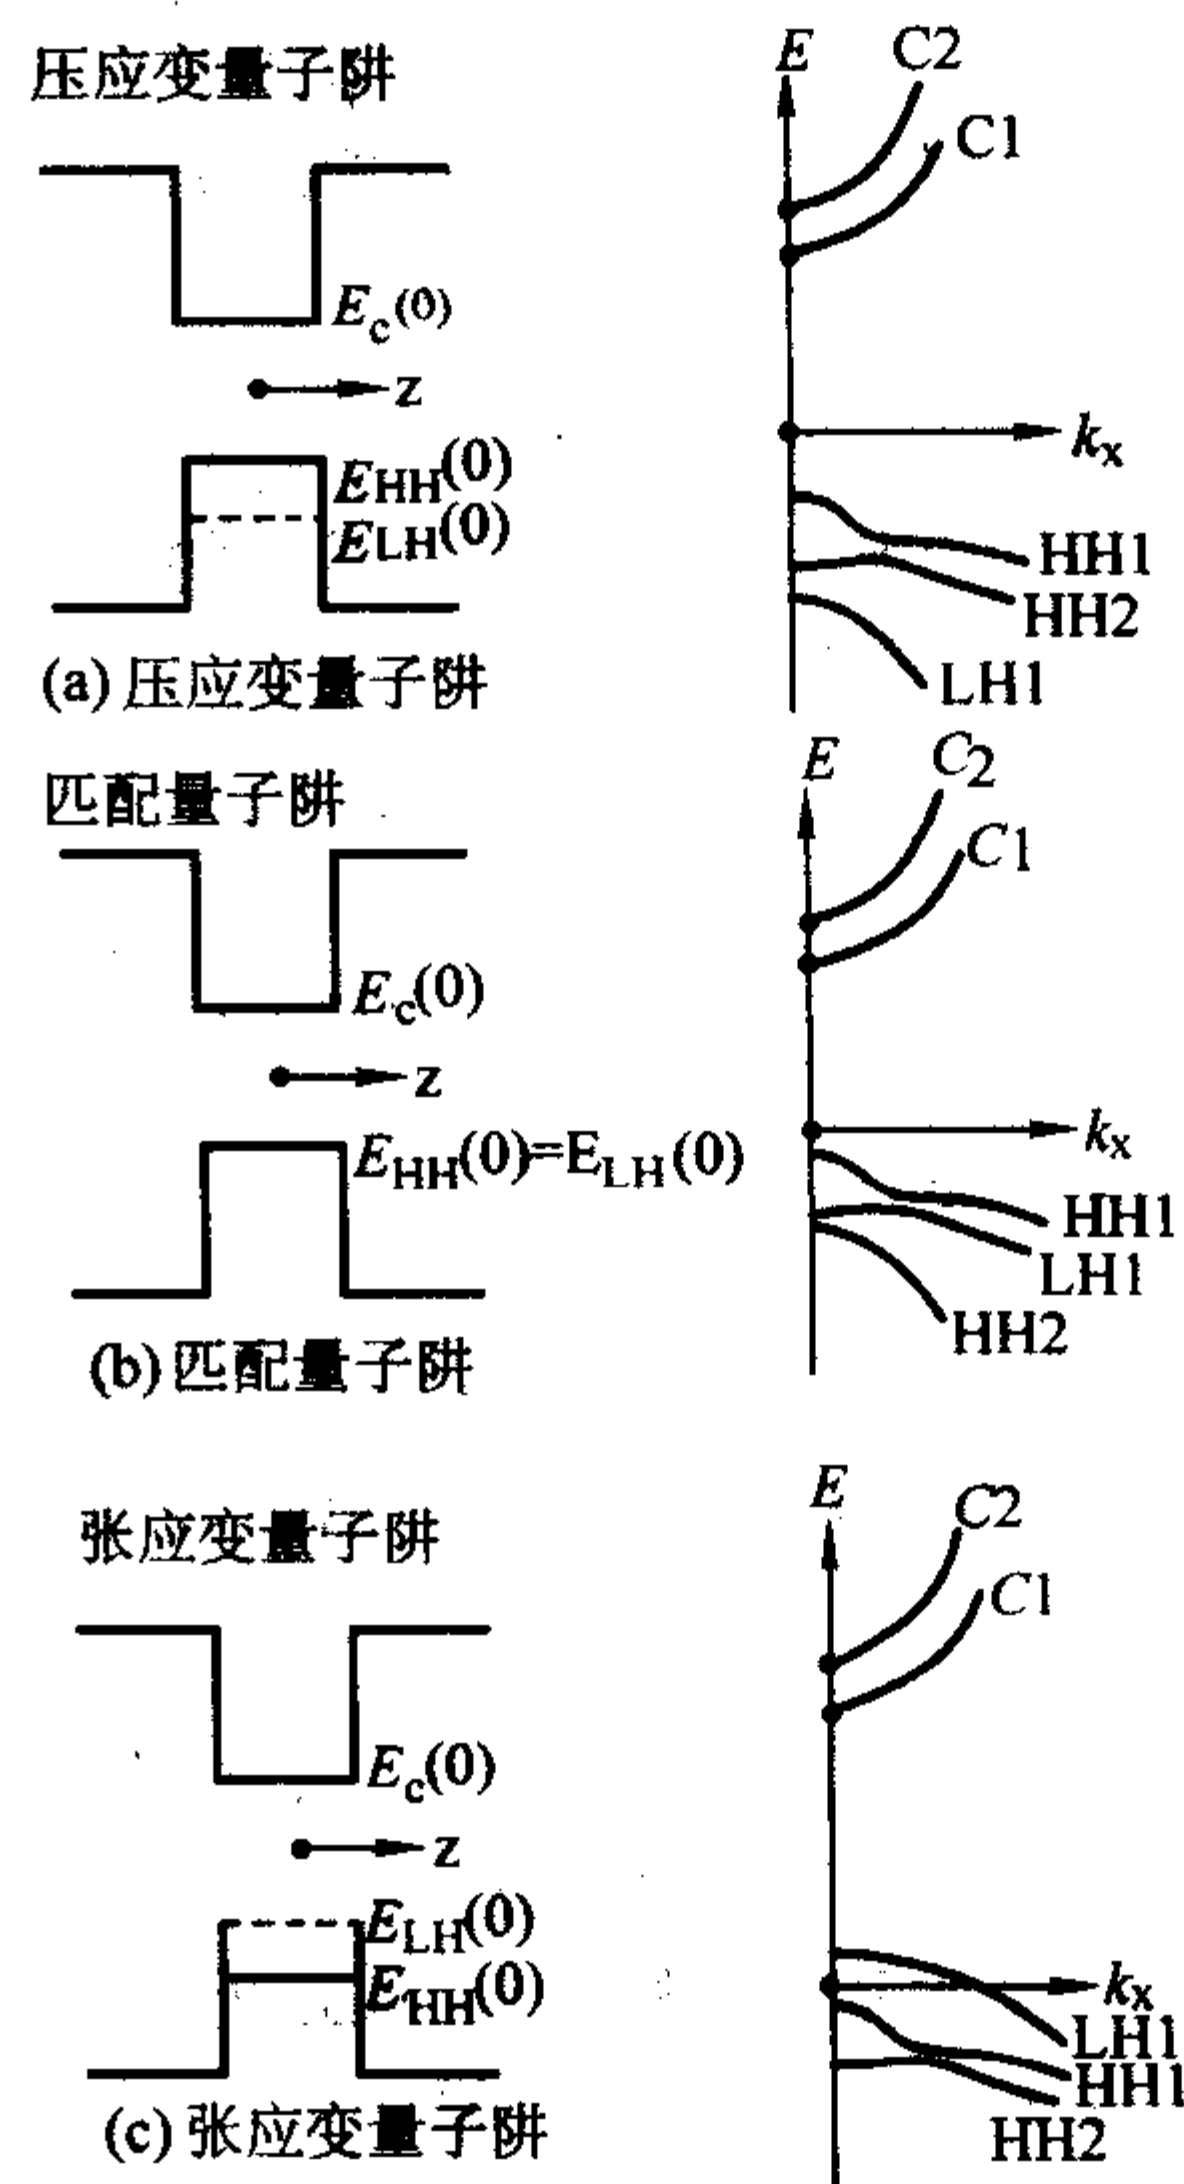 压应变量子阱
E
C2
C1
Ec(0)
z
kx
EHH(0)
ELH(0)
HH1
HH2
LH1
(a) 压应变量子阱
匹配量子阱
E
C2
C1
Ec(0)
z
kx
EHH(0)=ELH(0)
HH1
LH1
HH2
(b) 匹配量子阱
张应变量子阱
E
C2
C1
Ec(0)
z
ELH(0)
EHH(0)
kx
LH1
HH1
HH2
(c) 张应变量子阱